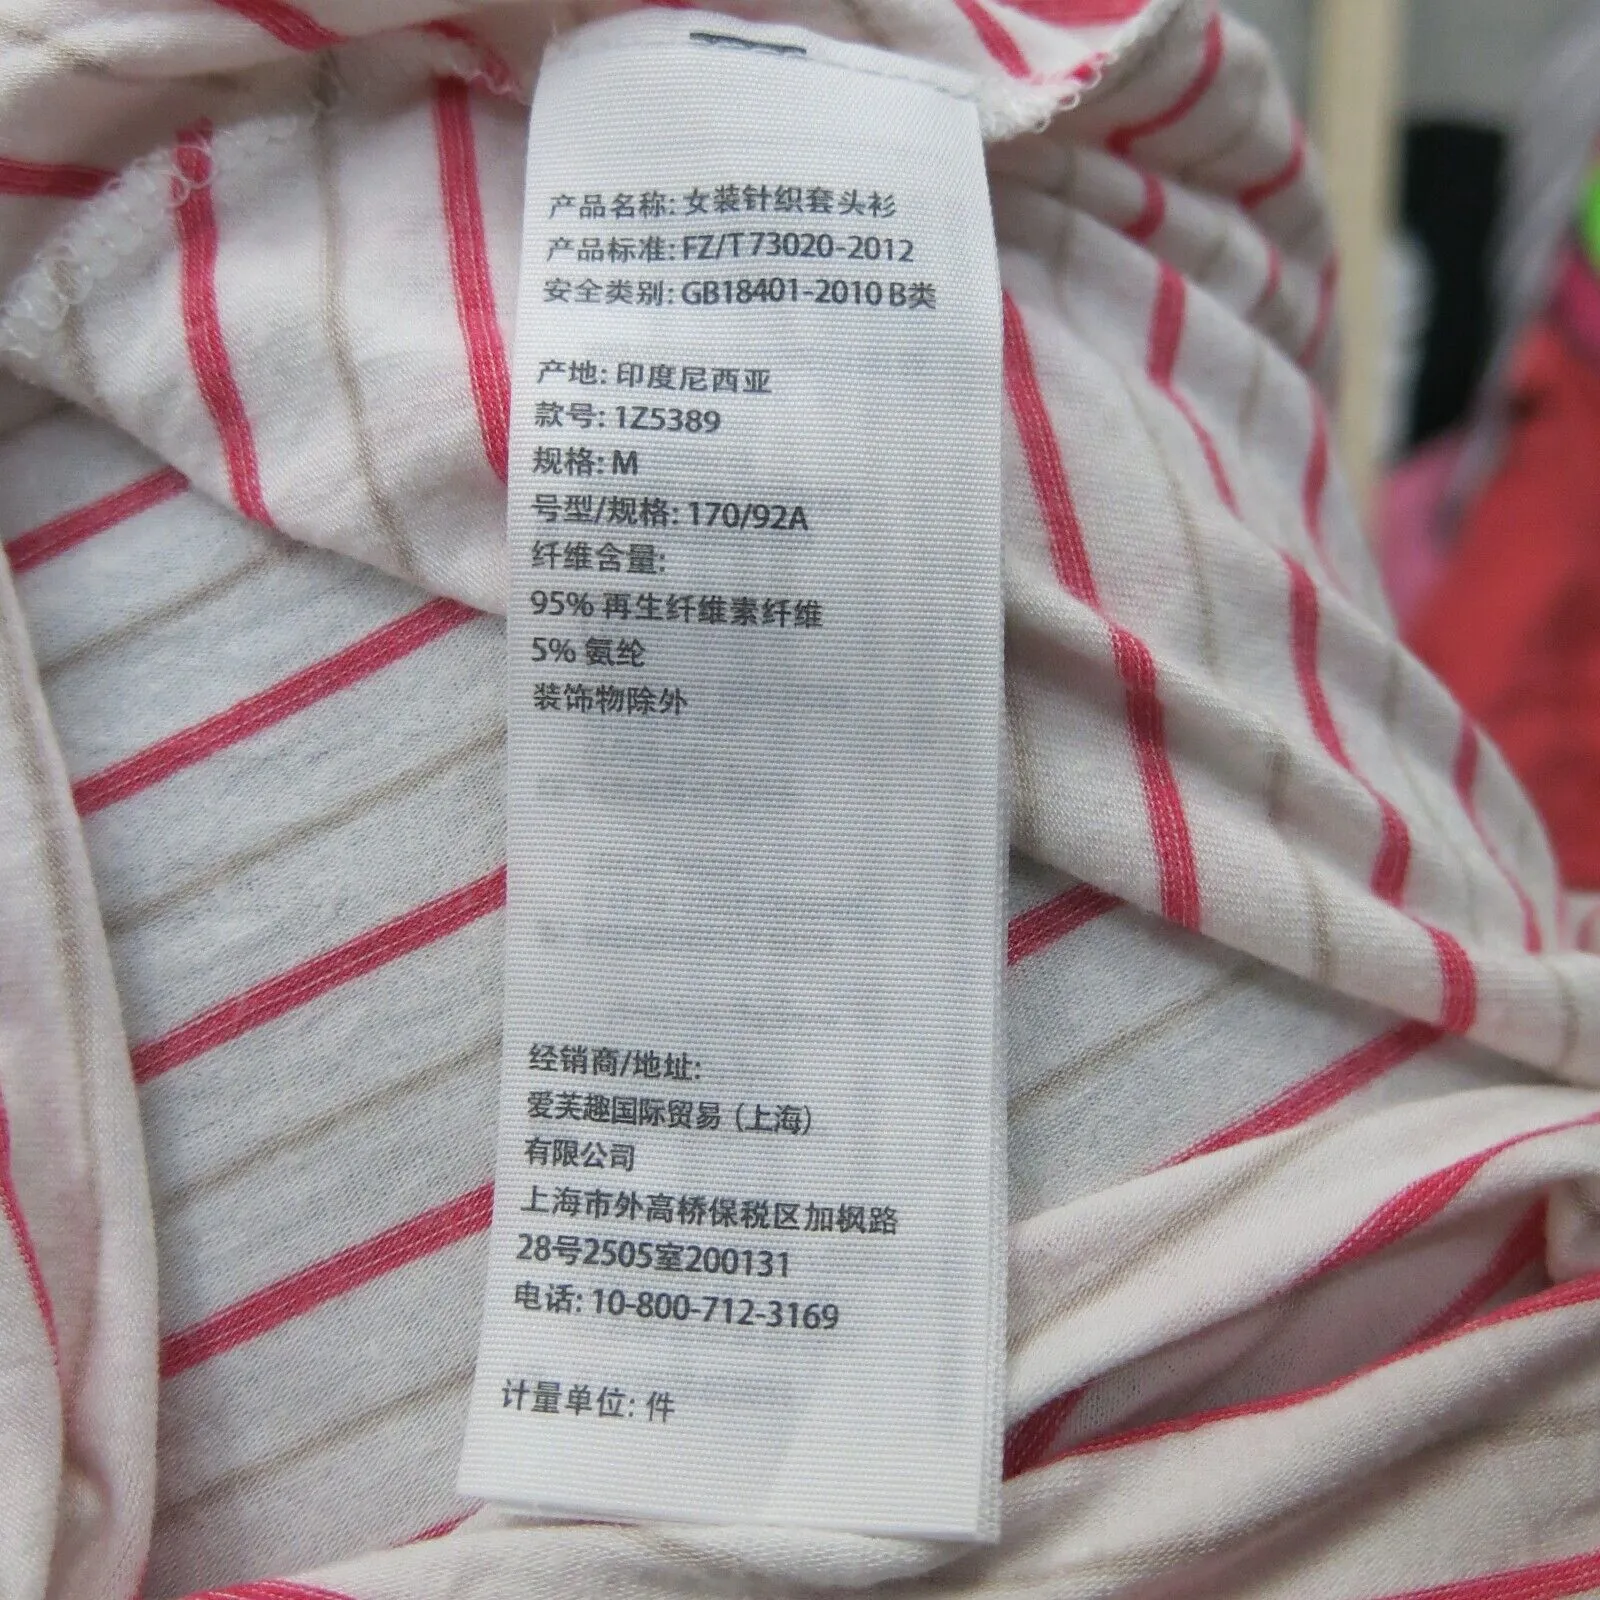 产品名称: 女装针织套头衫
产品标准: FZ/T 73020-2012
安全类别: GB18401-2010 B类
产地: 印度尼西亚
款号: 1Z5389
规格: M
号型/规格: 170/92A
纤维含量:
95% 再生纤维素纤维
5% 氨纶
装饰物除外
经销商/地址:
爱芙趣国际贸易 (上海)
有限公司
上海市外高桥保税区加枫路
28号2505室200131
电话: 10-800-712-3169
计量单位: 件